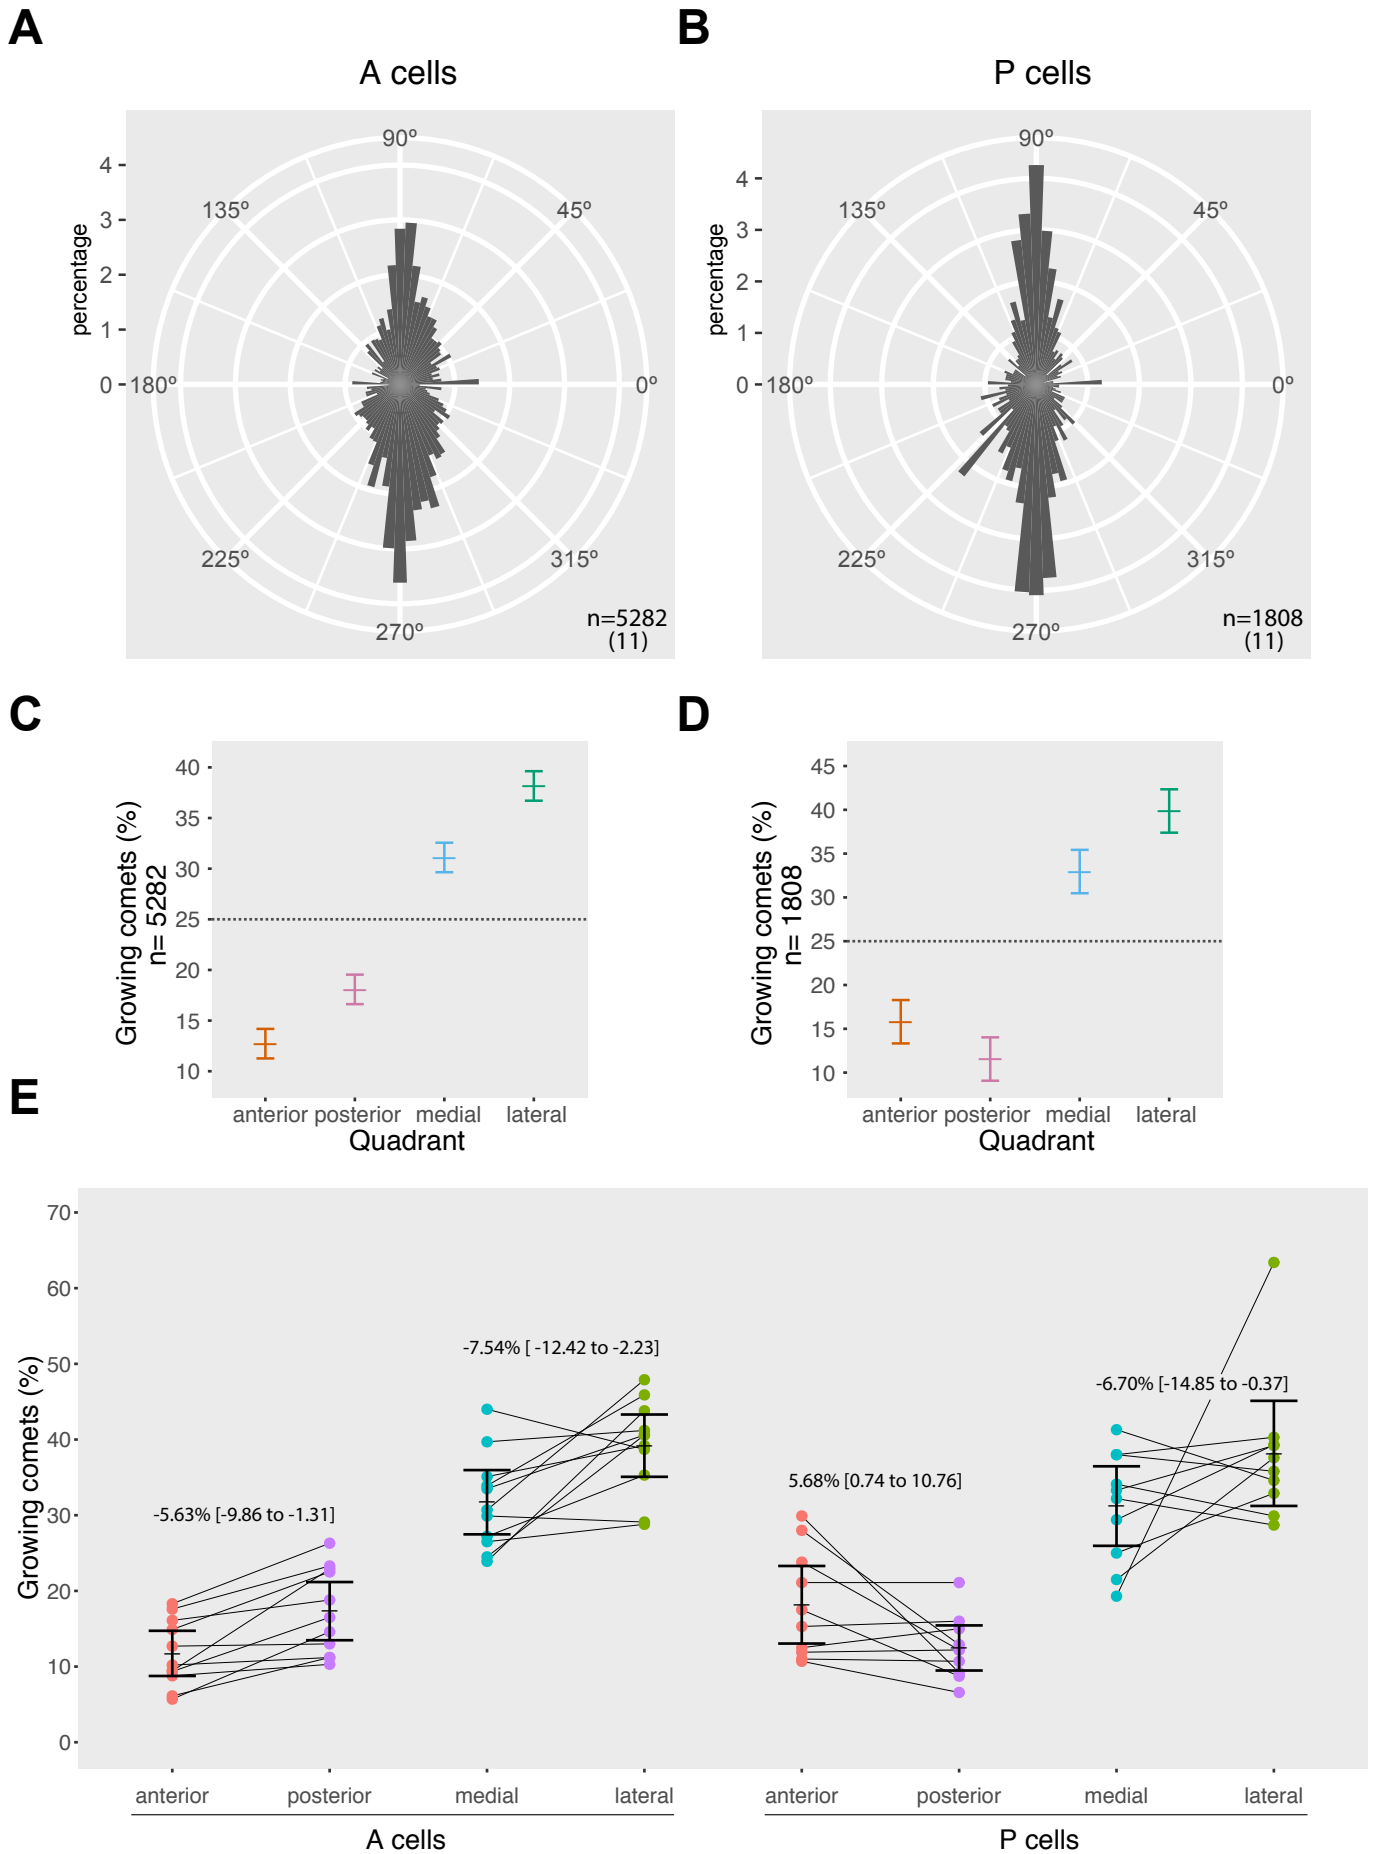 A
B
A cells
P cells
percentage
4
3
2
1
0
90º
135º
45º
180º
0º
225º
315º
270º
n=5282
(11)
percentage
4
3
2
1
0
90º
135º
45º
180º
0º
225º
315º
270º
n=1808
(11)
C
D
Growing comets (%)
n= 5282
40
35
30
25
20
15
10
anterior posterior medial lateral
Quadrant
Growing comets (%)
n= 1808
45
40
35
30
25
20
15
10
anterior posterior medial lateral
Quadrant
E
Growing comets (%)
70
60
50
40
30
20
10
0
-5.63% [-9.86 to -1.31]
-7.54% [ -12.42 to -2.23]
5.68% [0.74 to 10.76]
-6.70% [-14.85 to -0.37]
anterior posterior medial lateral anterior posterior medial lateral
A cells
P cells